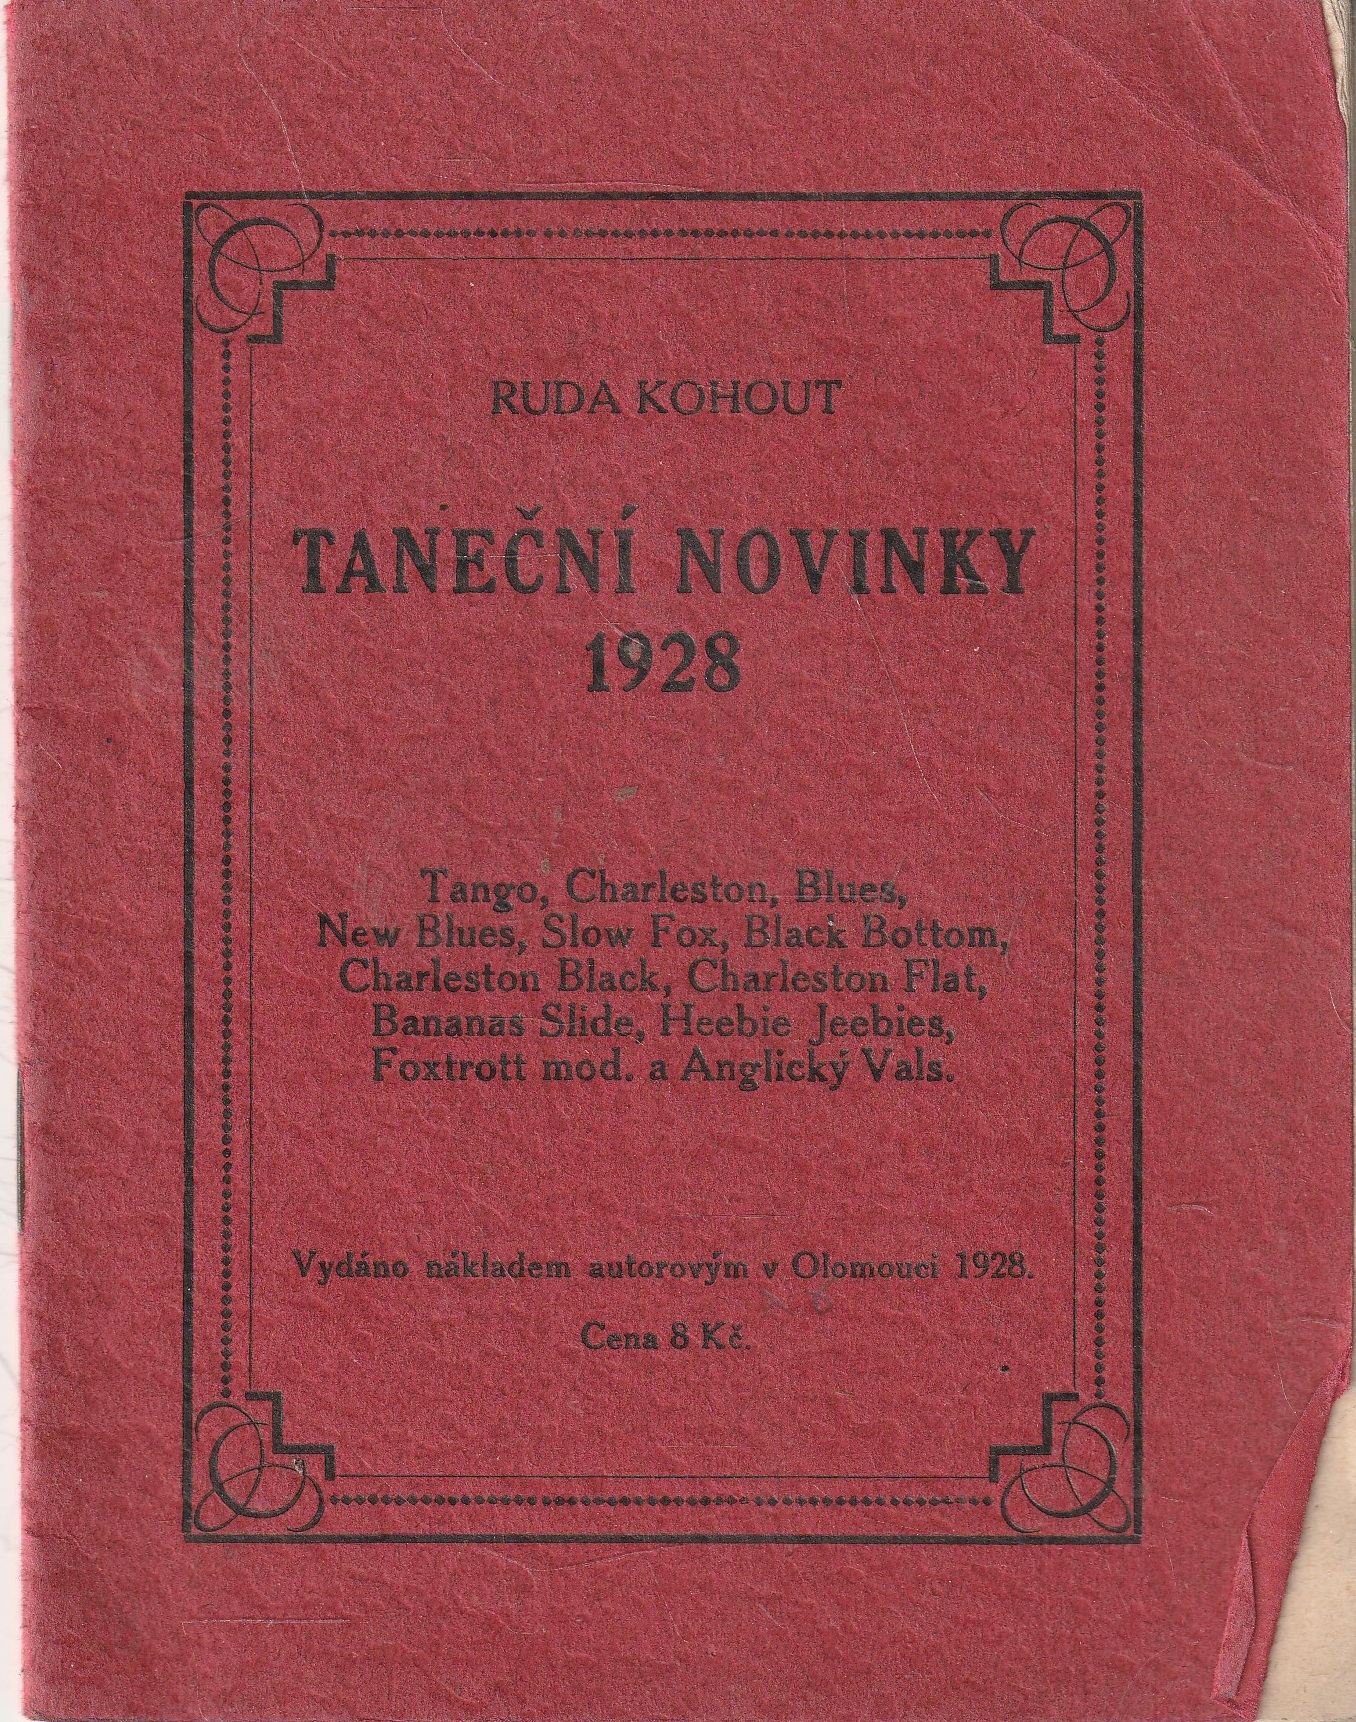 RUDA KOHOUT
TANEČNÍ NOVINKY
1928
Tango, Charleston, Blues,
New Blues, Slow Fox, Black Bottom,
Charleston Black, Charleston Flat,
Bananas Slide, Heebie Jeebies,
Foxtrott mod. a Anglický Vals.
Vydáno nákladem autorovým v Olomouci 1928.
Cena 8 Kč.